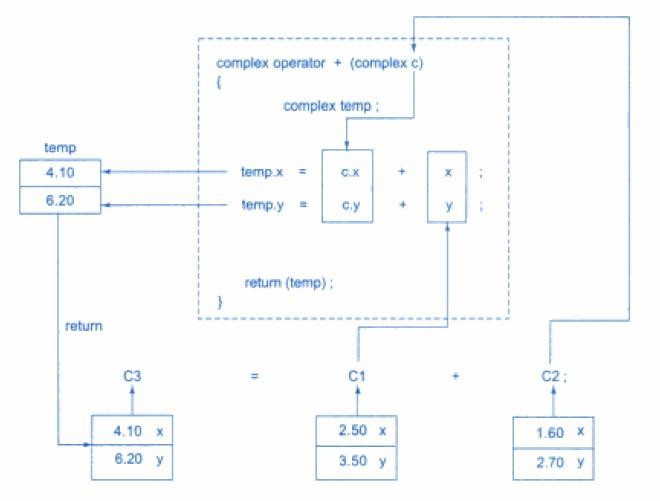 complex operator + (complex c)
{
complex temp ;
temp
4.10
6.20
temp.x = c.x + x ;
temp.y = c.y + y ;
return (temp) ;
}
return
C3 = C1 + C2 ;
4.10 x
6.20 y
2.50 x
3.50 y
1.60 x
2.70 y